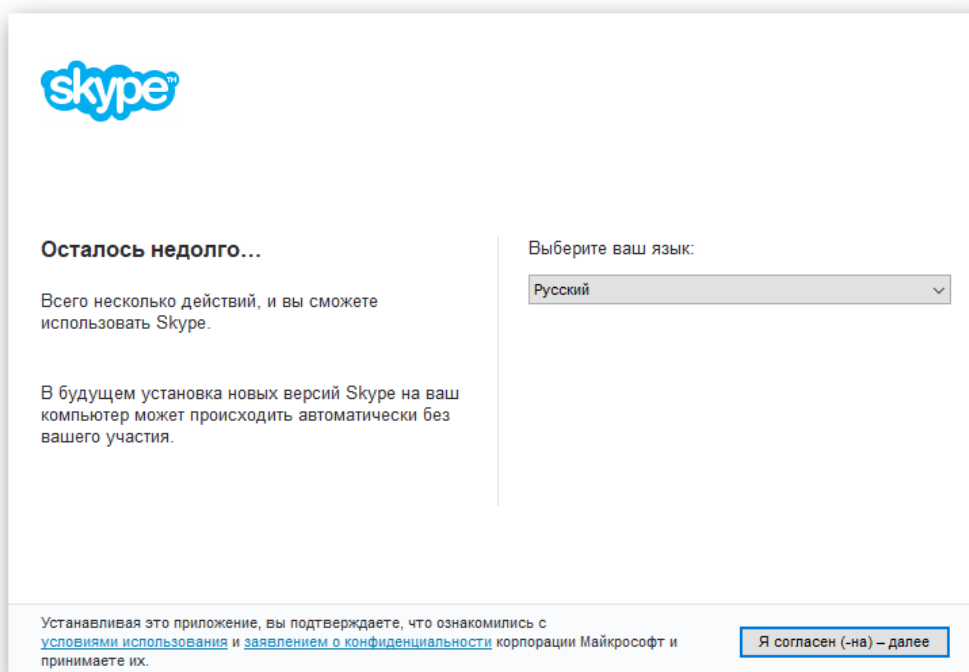 skype™
Осталось недолго...
Всего несколько действий, и вы сможете
использовать Skype.
В будущем установка новых версий Skype на ваш
компьютер может происходить автоматически без
вашего участия.
Выберите ваш язык:
Русский
Устанавливая это приложение, вы подтверждаете, что ознакомились с
условиями использования и заявлением о конфиденциальности корпорации Майкрософт и
принимаете их.
Я согласен (-на) – далее